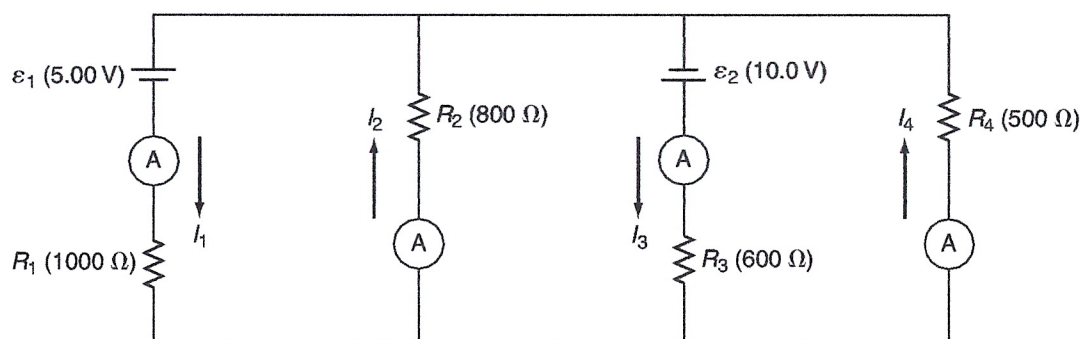 ε₁ (5.00 V)
A
I₁
R₁ (1000 Ω)
I₂
R₂ (800 Ω)
A
ε₂ (10.0 V)
A
I₃
R₃ (600 Ω)
I₄
R₄ (500 Ω)
A